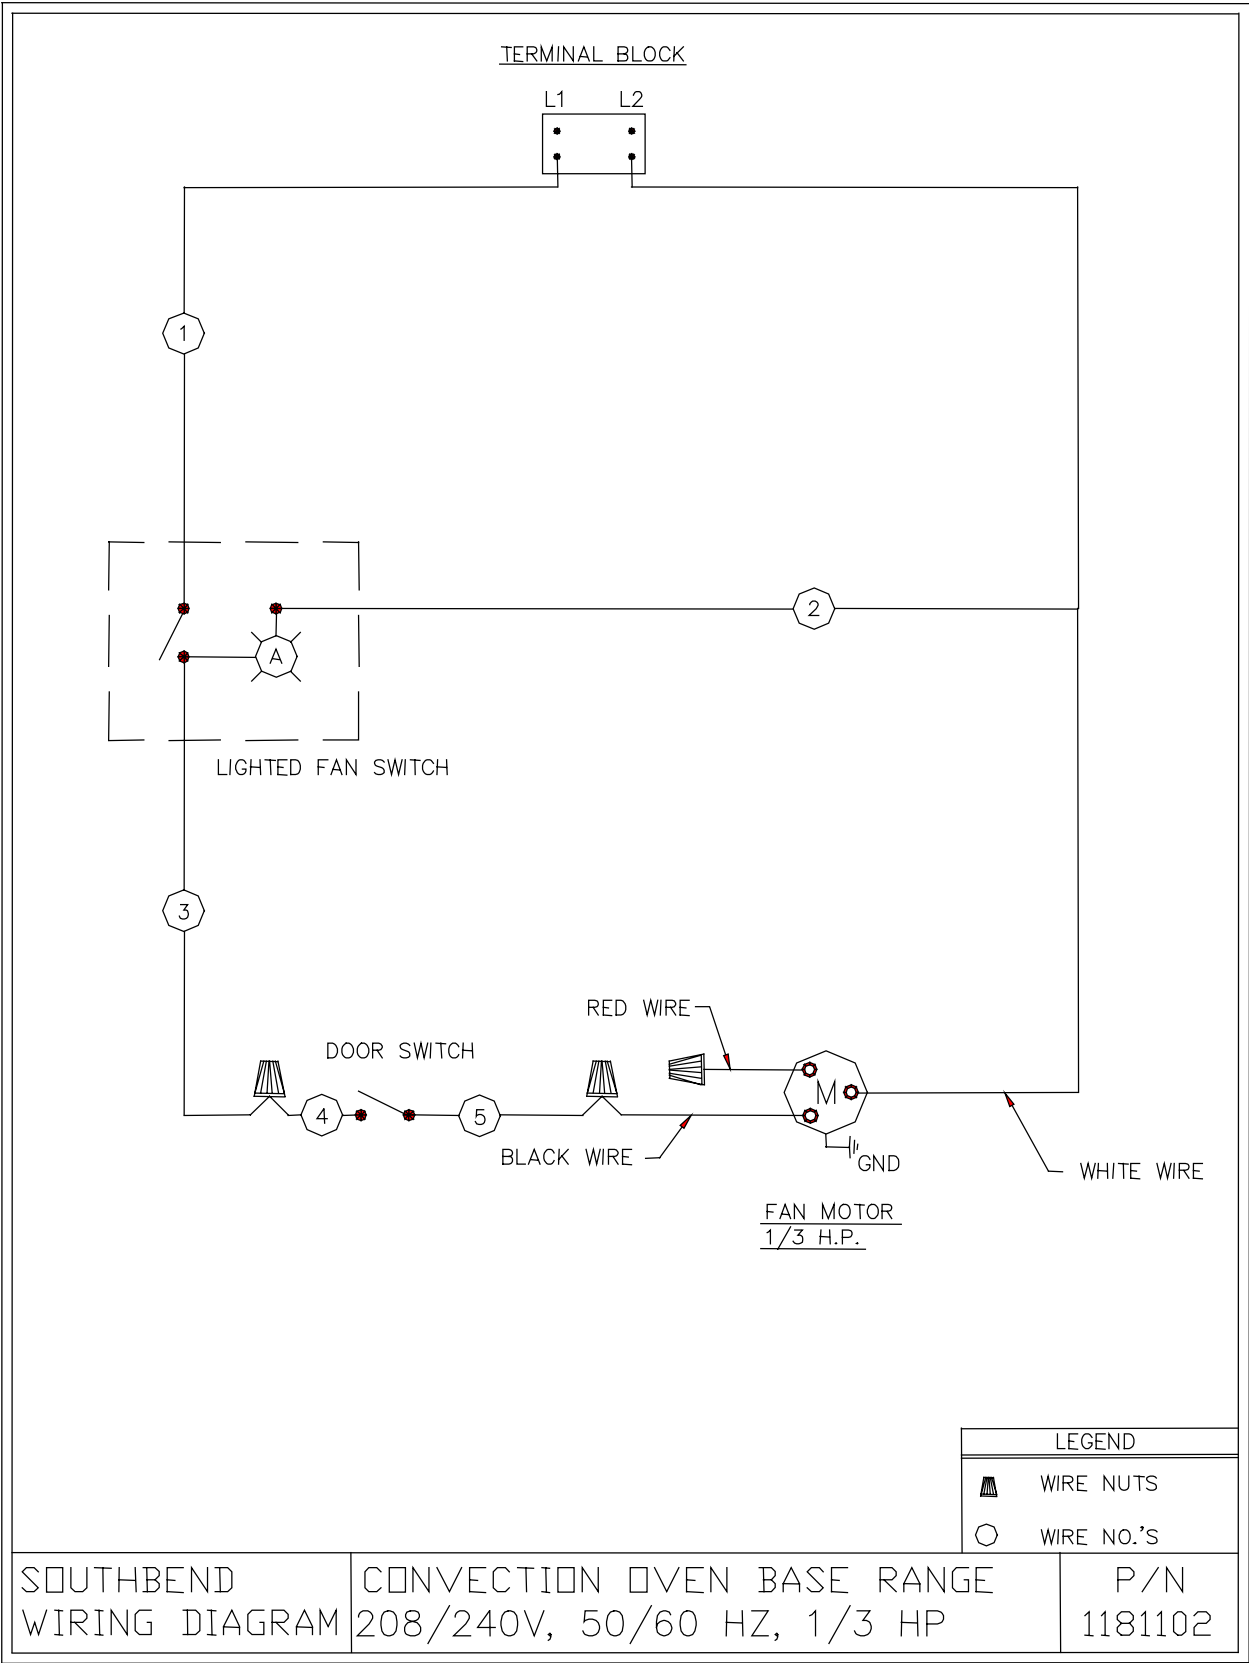 TERMINAL BLOCK
L1 L2
1
2
A
LIGHTED FAN SWITCH
3
RED WIRE
DOOR SWITCH
M
4
5
BLACK WIRE
GND
WHITE WIRE
FAN MOTOR
1/3 H.P.
LEGEND
WIRE NUTS
WIRE NO.'S
SOUTHBEND
WIRING DIAGRAM
CONVECTION OVEN BASE RANGE
208/240V, 50/60 HZ, 1/3 HP
P/N
1181102